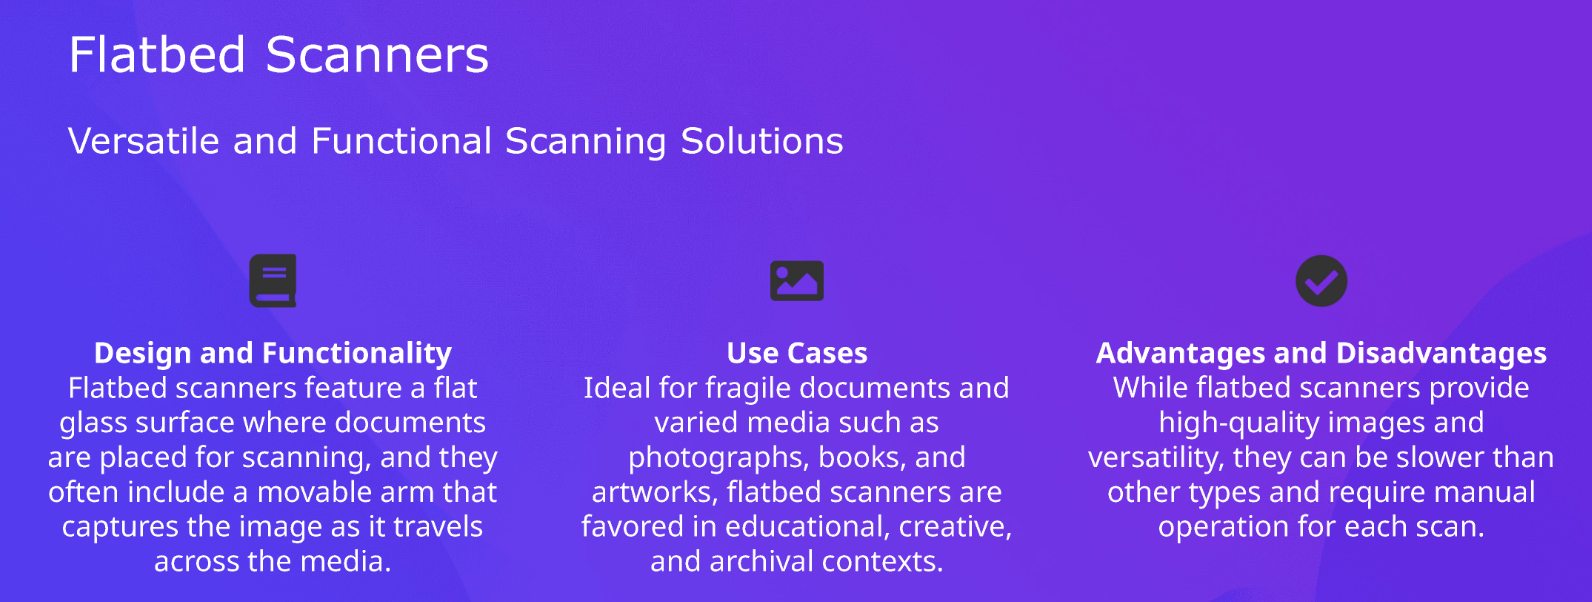 Flatbed Scanners
Versatile and Functional Scanning Solutions
Design and Functionality
Flatbed scanners feature a flat
glass surface where documents
are placed for scanning, and they
often include a movable arm that
captures the image as it travels
across the media.
Use Cases
Ideal for fragile documents and
varied media such as
photographs, books, and
artworks, flatbed scanners are
favored in educational, creative,
and archival contexts.
Advantages and Disadvantages
While flatbed scanners provide
high-quality images and
versatility, they can be slower than
other types and require manual
operation for each scan.